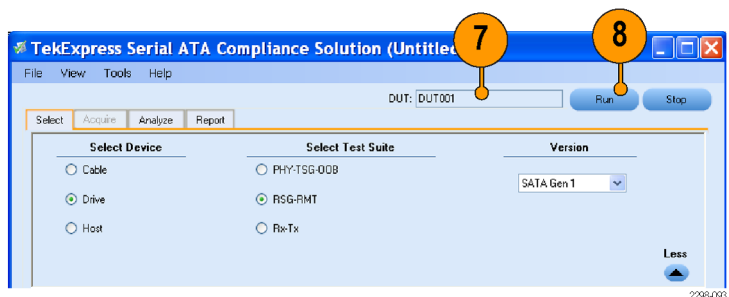 7
8
TekExpress Serial ATA Compliance Solution (Untitled
File View Tools Help
DUT: DUT001
Run
Stop
Select Acquire Analyze Report
Select Device
Select Test Suite
Version
Cable
PHY-TSG-OOB
SATA Gen 1
Drive
RSG-RMT
Host
Rx-Tx
Less
2298-093